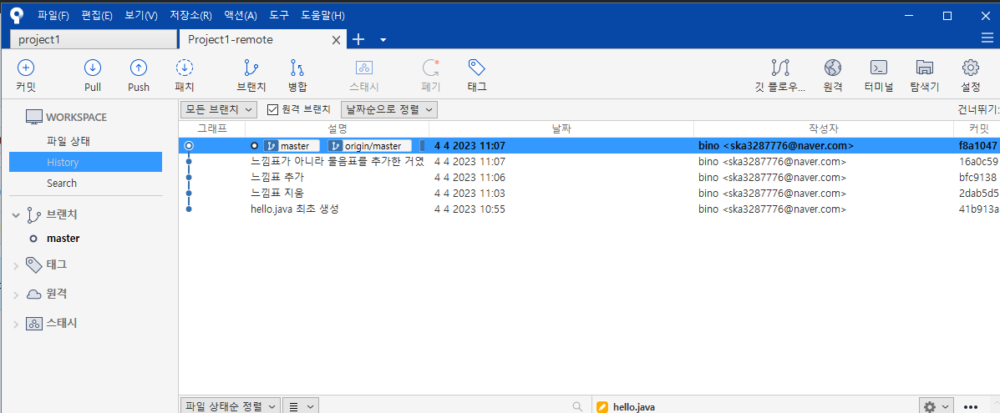 파일(F) 편집(E) 보기(V) 저장소(R) 액션(A) 도구 도움말(H)
project1 Project1-remote
커밋 Pull Push 패치 브랜치 병합 스태시 폐기 태그 깃 플로우... 원격 터미널 탐색기 설정
WORKSPACE
파일 상태
History
Search
브랜치
master
태그
원격
스태시
모든 브랜치 원격 브랜치 날짜순으로 정렬 건너뛰기:
그래프 설명 날짜 작성자 커밋
master origin/master 4 4 2023 11:07 bino <ska3287776@naver.com> f8a1047
느낌표가 아니라 물음표를 추가한 거였 4 4 2023 11:07 bino <ska3287776@naver.com> 16a0c59
느낌표 추가 4 4 2023 11:06 bino <ska3287776@naver.com> bfc9138
느낌표 지움 4 4 2023 11:03 bino <ska3287776@naver.com> 2dab5d5
hello.java 최초 생성 4 4 2023 10:55 bino <ska3287776@naver.com> 41b913a
파일 상태순 정렬 hello.java